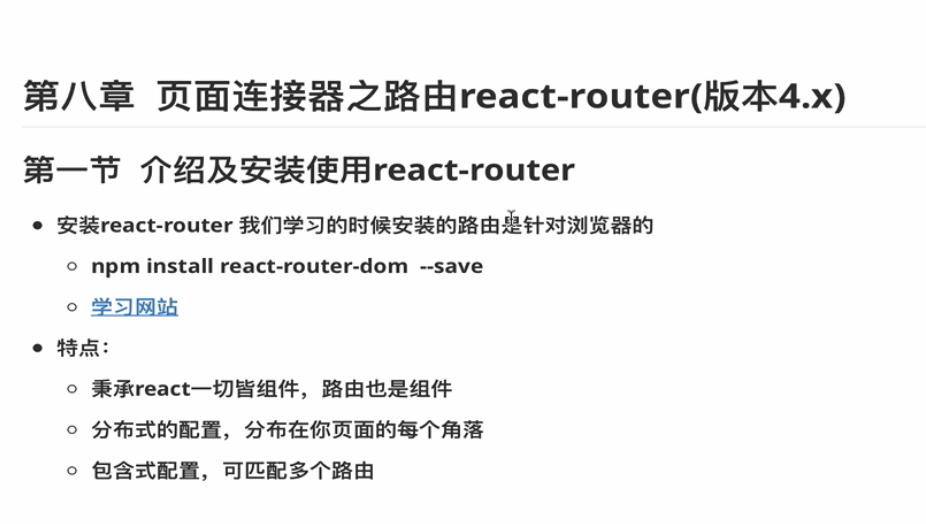 第八章 页面连接器之路由react-router(版本4.x)
第一节 介绍及安装使用react-router
安装react-router 我们学习的时候安装的路由是针对浏览器的
npm install react-router-dom --save
学习网站
特点：
秉承react一切皆组件，路由也是组件
分布式的配置，分布在你页面的每个角落
包含式配置，可匹配多个路由